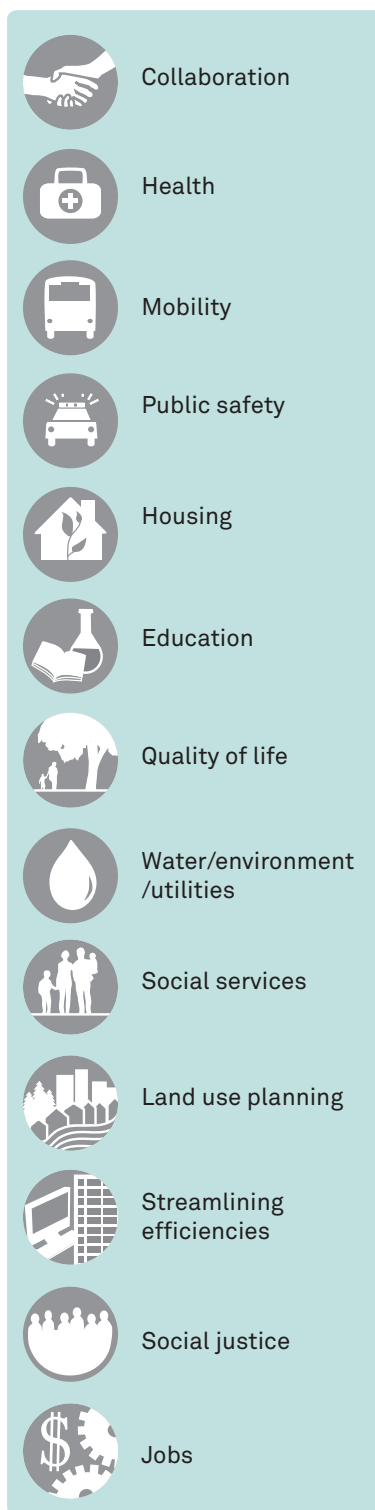 Collaboration
Health
Mobility
Public safety
Housing
Education
Quality of life
Water/environment
/utilities
Social services
Land use planning
Streamlining
efficiencies
Social justice
$
Jobs